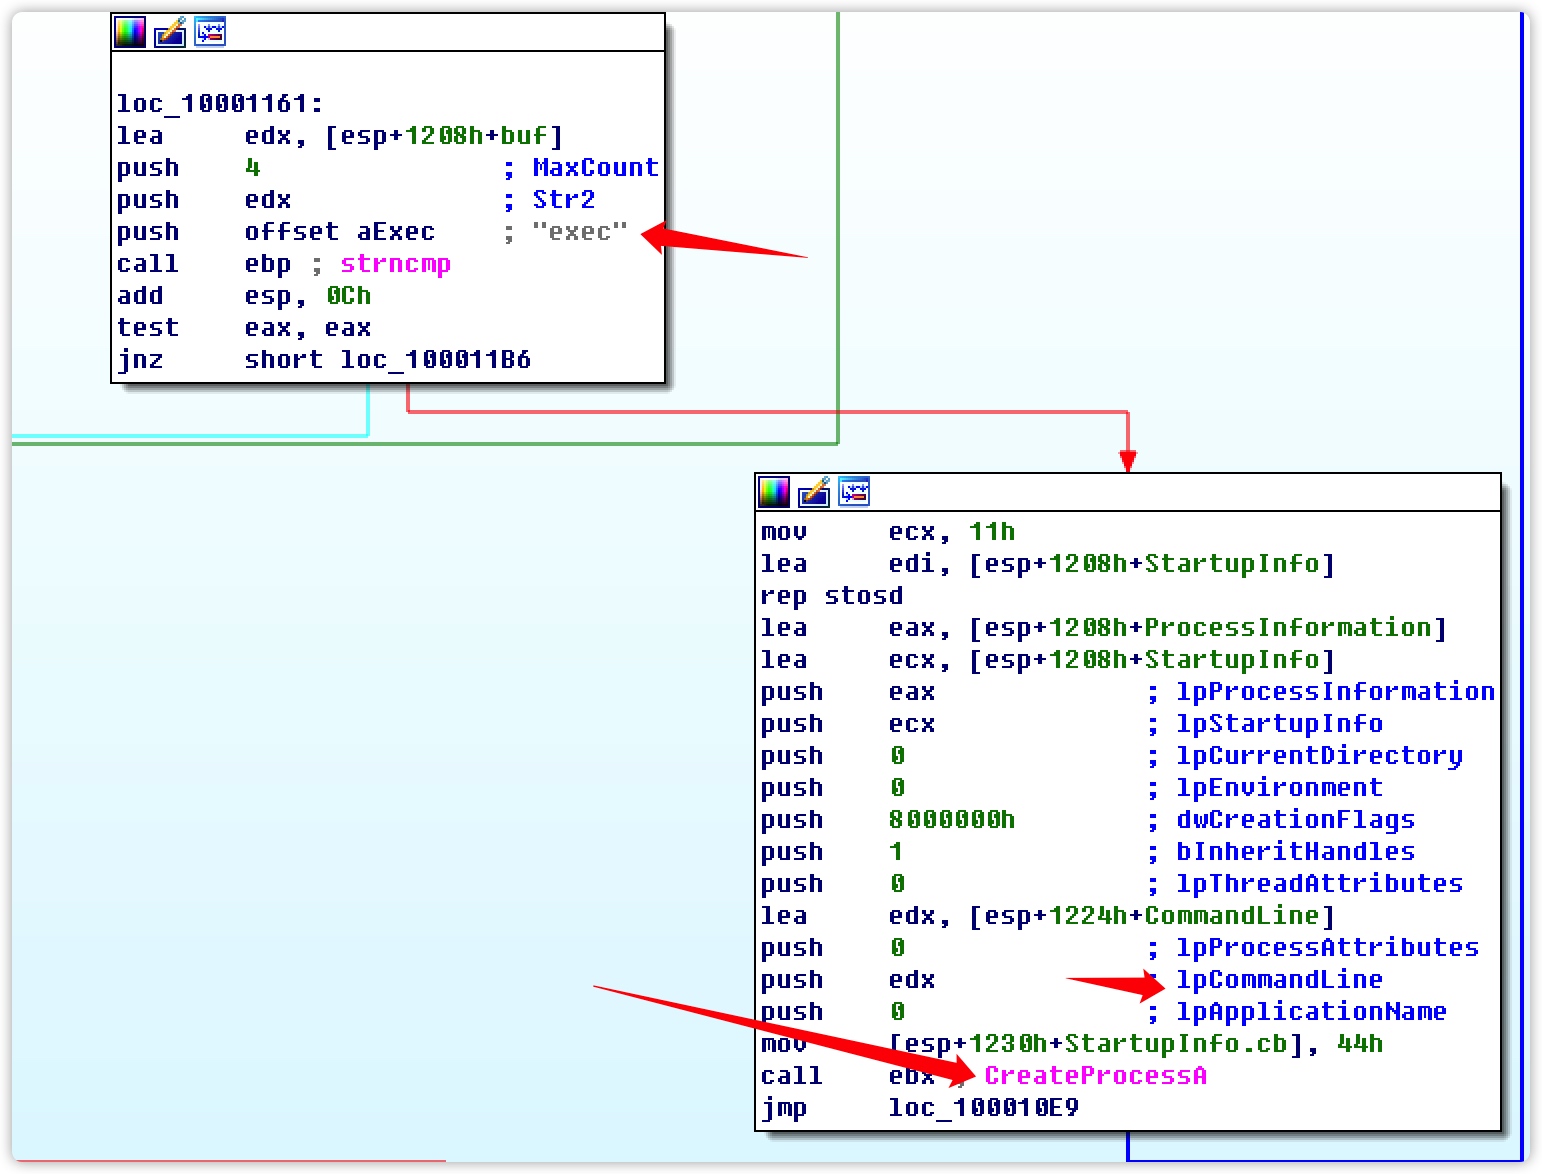 loc_10001161:
lea edx, [esp+1208h+buf]
push 4 ; MaxCount
push edx ; Str2
push offset aExec ; "exec"
call ebp ; strncmp
add esp, 0Ch
test eax, eax
jnz short loc_100011B6
mov ecx, 11h
lea edi, [esp+1208h+StartupInfo]
rep stosd
lea eax, [esp+1208h+ProcessInformation]
lea ecx, [esp+1208h+StartupInfo]
push eax ; lpProcessInformation
push ecx ; lpStartupInfo
push 0 ; lpCurrentDirectory
push 0 ; lpEnvironment
push 8000000h ; dwCreationFlags
push 1 ; bInheritHandles
push 0 ; lpThreadAttributes
lea edx, [esp+1224h+CommandLine]
push 0 ; lpProcessAttributes
push edx ; lpCommandLine
push 0 ; lpApplicationName
mov [esp+1230h+StartupInfo.cb], 44h
call ebx ; CreateProcessA
jmp loc_100010E9